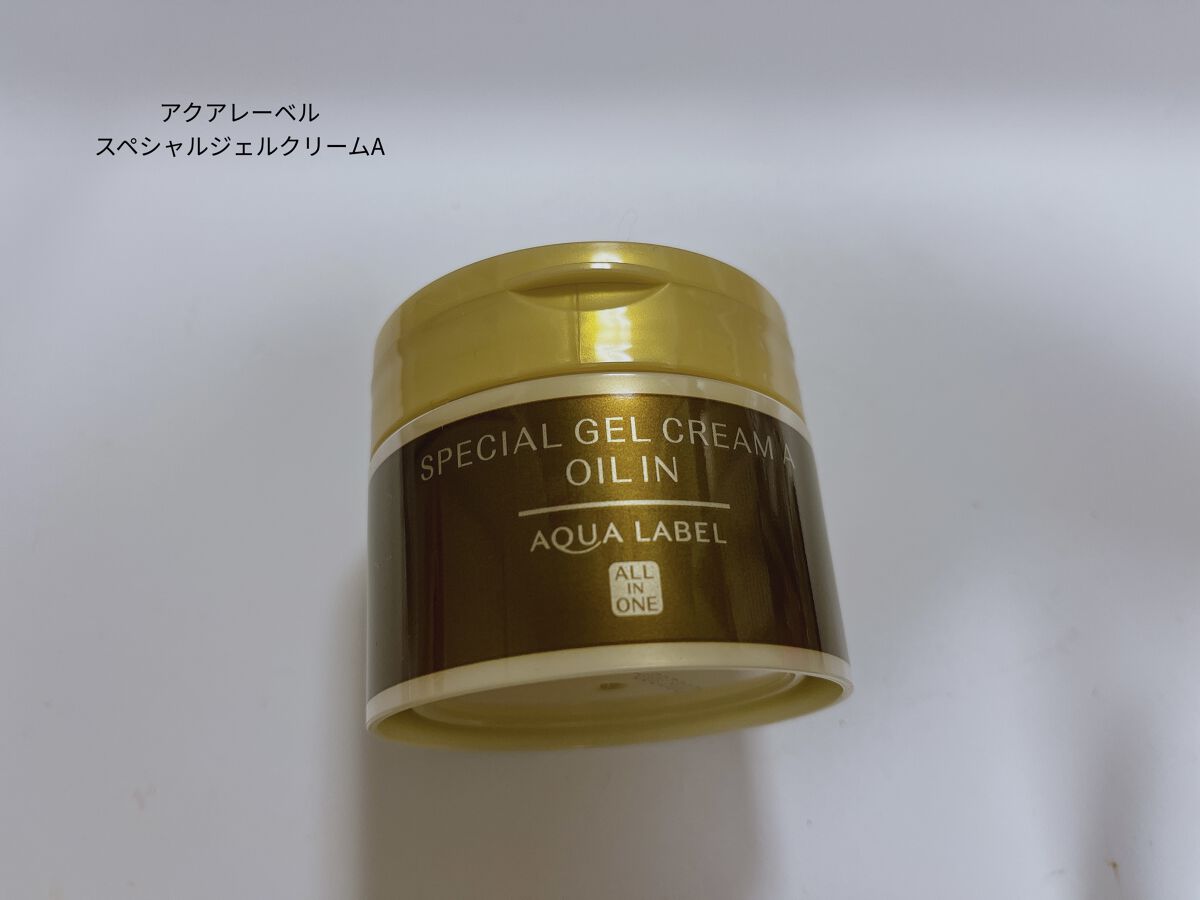 アクアレーベル
スペシャルジェルクリームA
SPECIAL GEL CREAM A
OIL IN
AQUA LABEL
ALL
IN
ONE